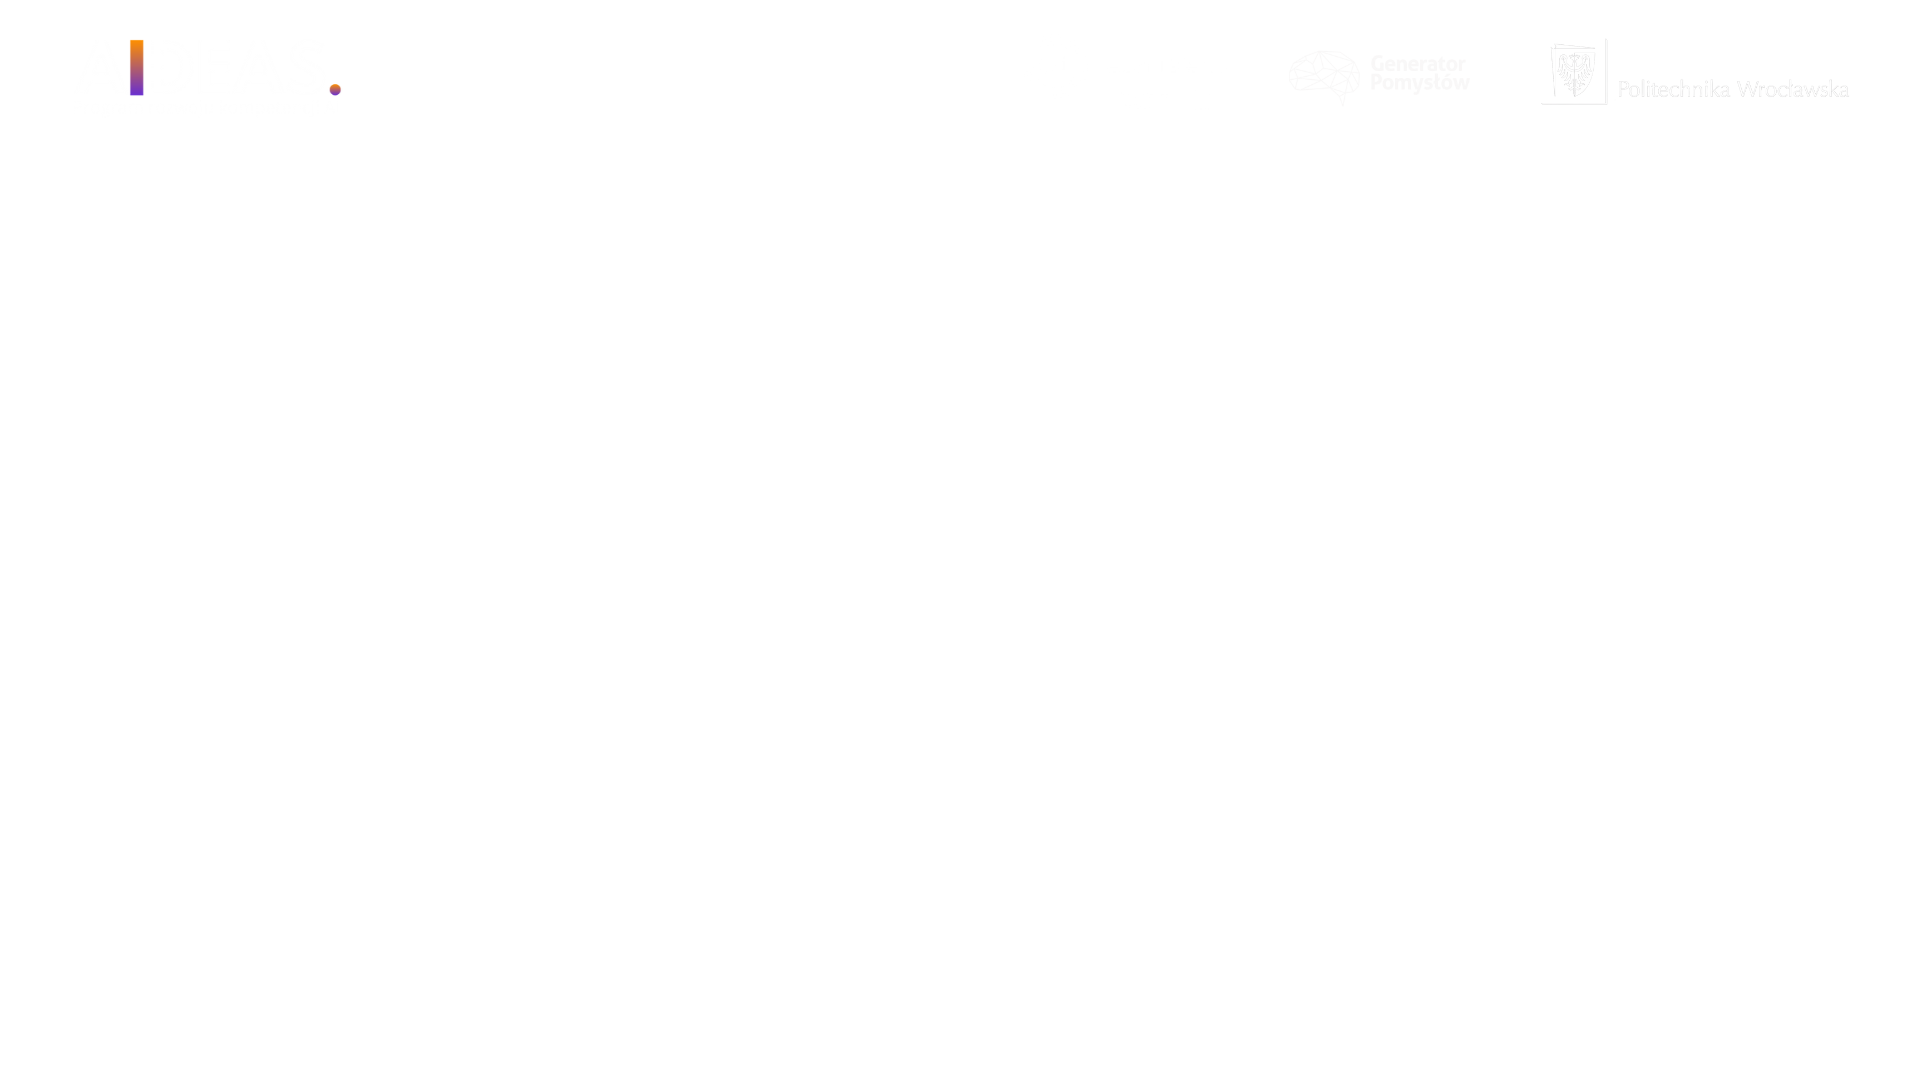 Generator
Pomysłów
Politechnika Wrocławska